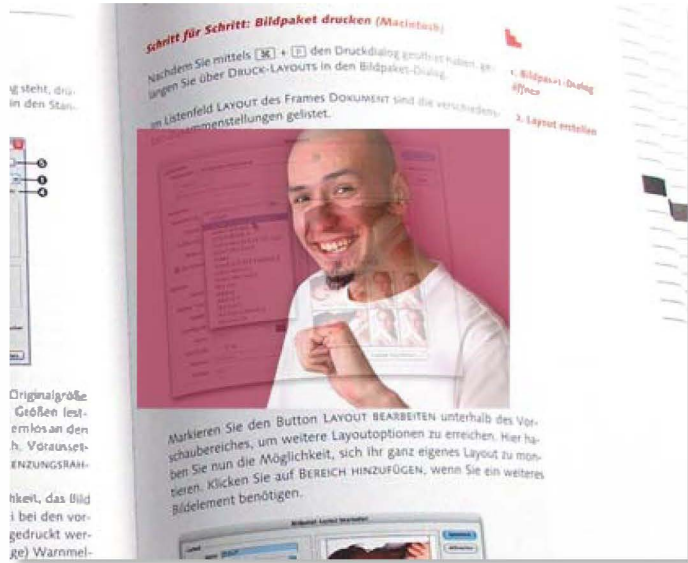 g steht, drü-
in den Stan-
Originalgröße
Größen fest-
emlos an den
h. Vorausset-
ENZUNGSRAH-
hkeit, das Bild
i bei den vor-
gedruckt wer-
ge) Warnmel-
Schritt für Schritt: Bildpaket drucken (Macintosh)
Nachdem Sie mittels ⌘ + P den Druckdialog geöffnet haben, ge-
langen Sie über DRUCK-LAYOUTS in den Bildpaket-Dialog.
Im Listenfeld LAYOUT des Frames DOKUMENT sind die verschiedens-
ten Zusammenstellungen gelistet.
1. Bildpaket-Dialog
öffnen
2. Layout erstellen
Markieren Sie den Button LAYOUT BEARBEITEN unterhalb des Vor-
schaubereiches, um weitere Layoutoptionen zu erreichen. Hier ha-
ben Sie nun die Möglichkeit, sich Ihr ganz eigenes Layout zu mon-
tieren. Klicken Sie auf BEREICH HINZUFÜGEN, wenn Sie ein weiteres
Bildelement benötigen.